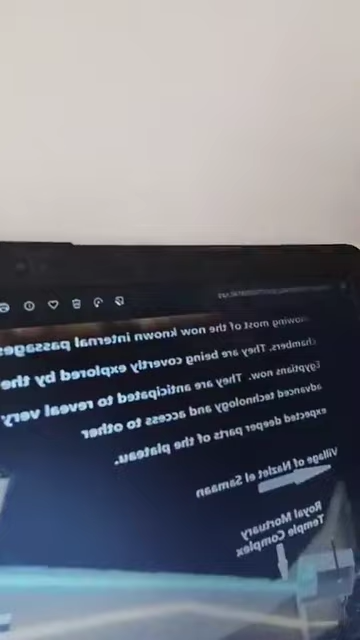 howing most of the now known internal passages
chambers. They are being covertly explored by the
Egyptians now. They are anticipated to reveal very
advanced technology and access to other
expected deeper parts of the plateau.
Village of Nazlet el Samaan
Royal Mortuary
Temple Complex